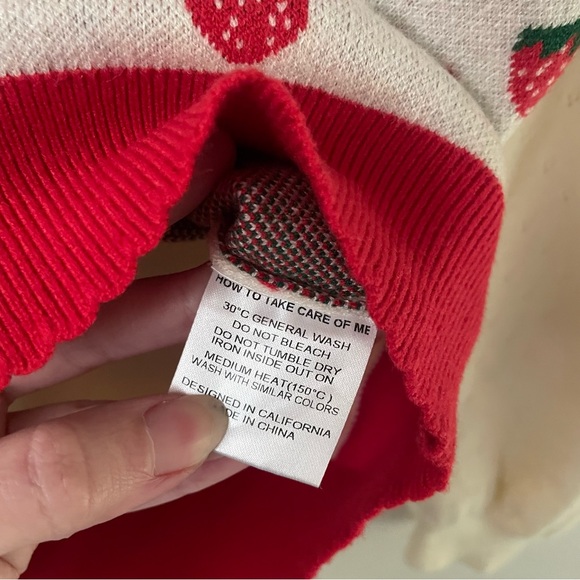 HOW TO TAKE CARE OF ME
30°C GENERAL WASH
DO NOT BLEACH
DO NOT TUMBLE DRY
IRON INSIDE OUT ON
MEDIUM HEAT(150°C)
WASH WITH SIMILAR COLORS
DESIGNED IN CALIFORNIA
DE IN CHINA